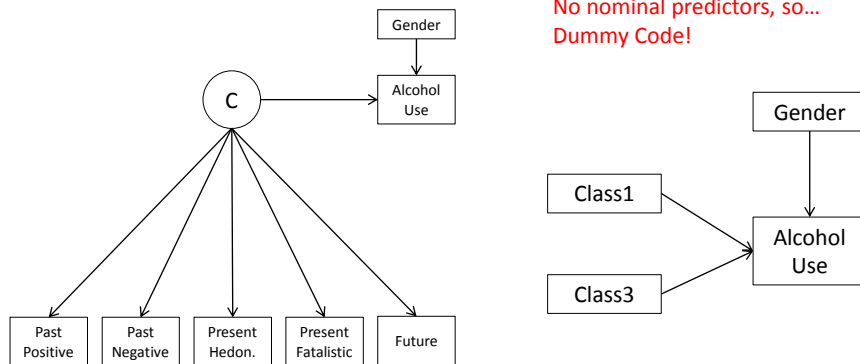 No nominal predictors, so…
Dummy Code!
Gender
C
Alcohol
Use
Past
Positive
Past
Negative
Present
Hedon.
Present
Fatalistic
Future
Gender
Class1
Alcohol
Use
Class3